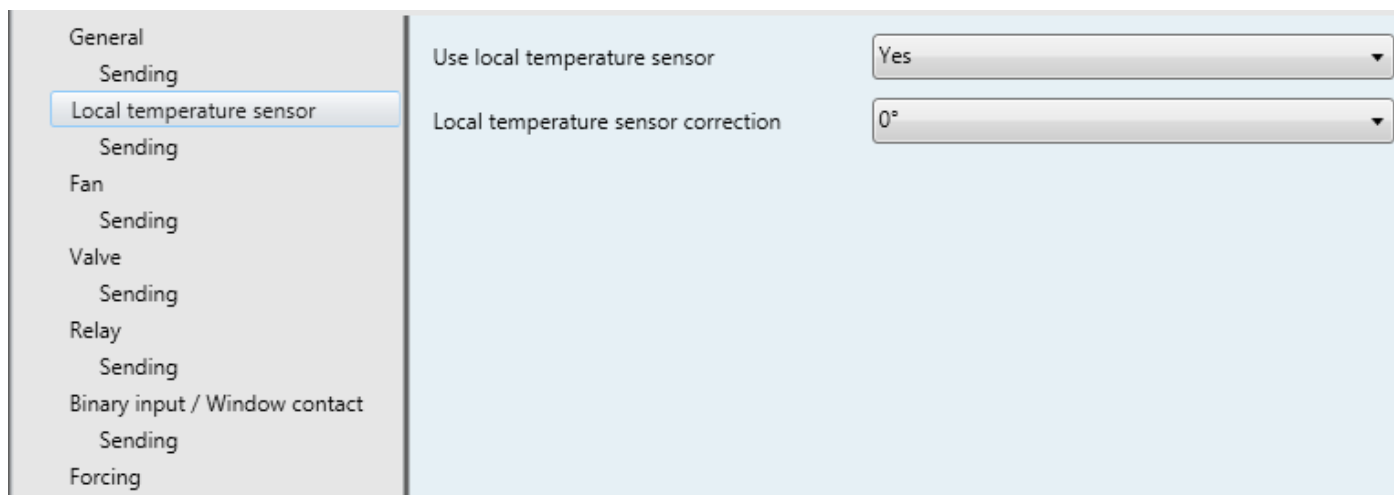 General
Sending
Local temperature sensor
Sending
Fan
Sending
Valve
Sending
Relay
Sending
Binary input / Window contact
Sending
Forcing
Use local temperature sensor Yes
Local temperature sensor correction 0°